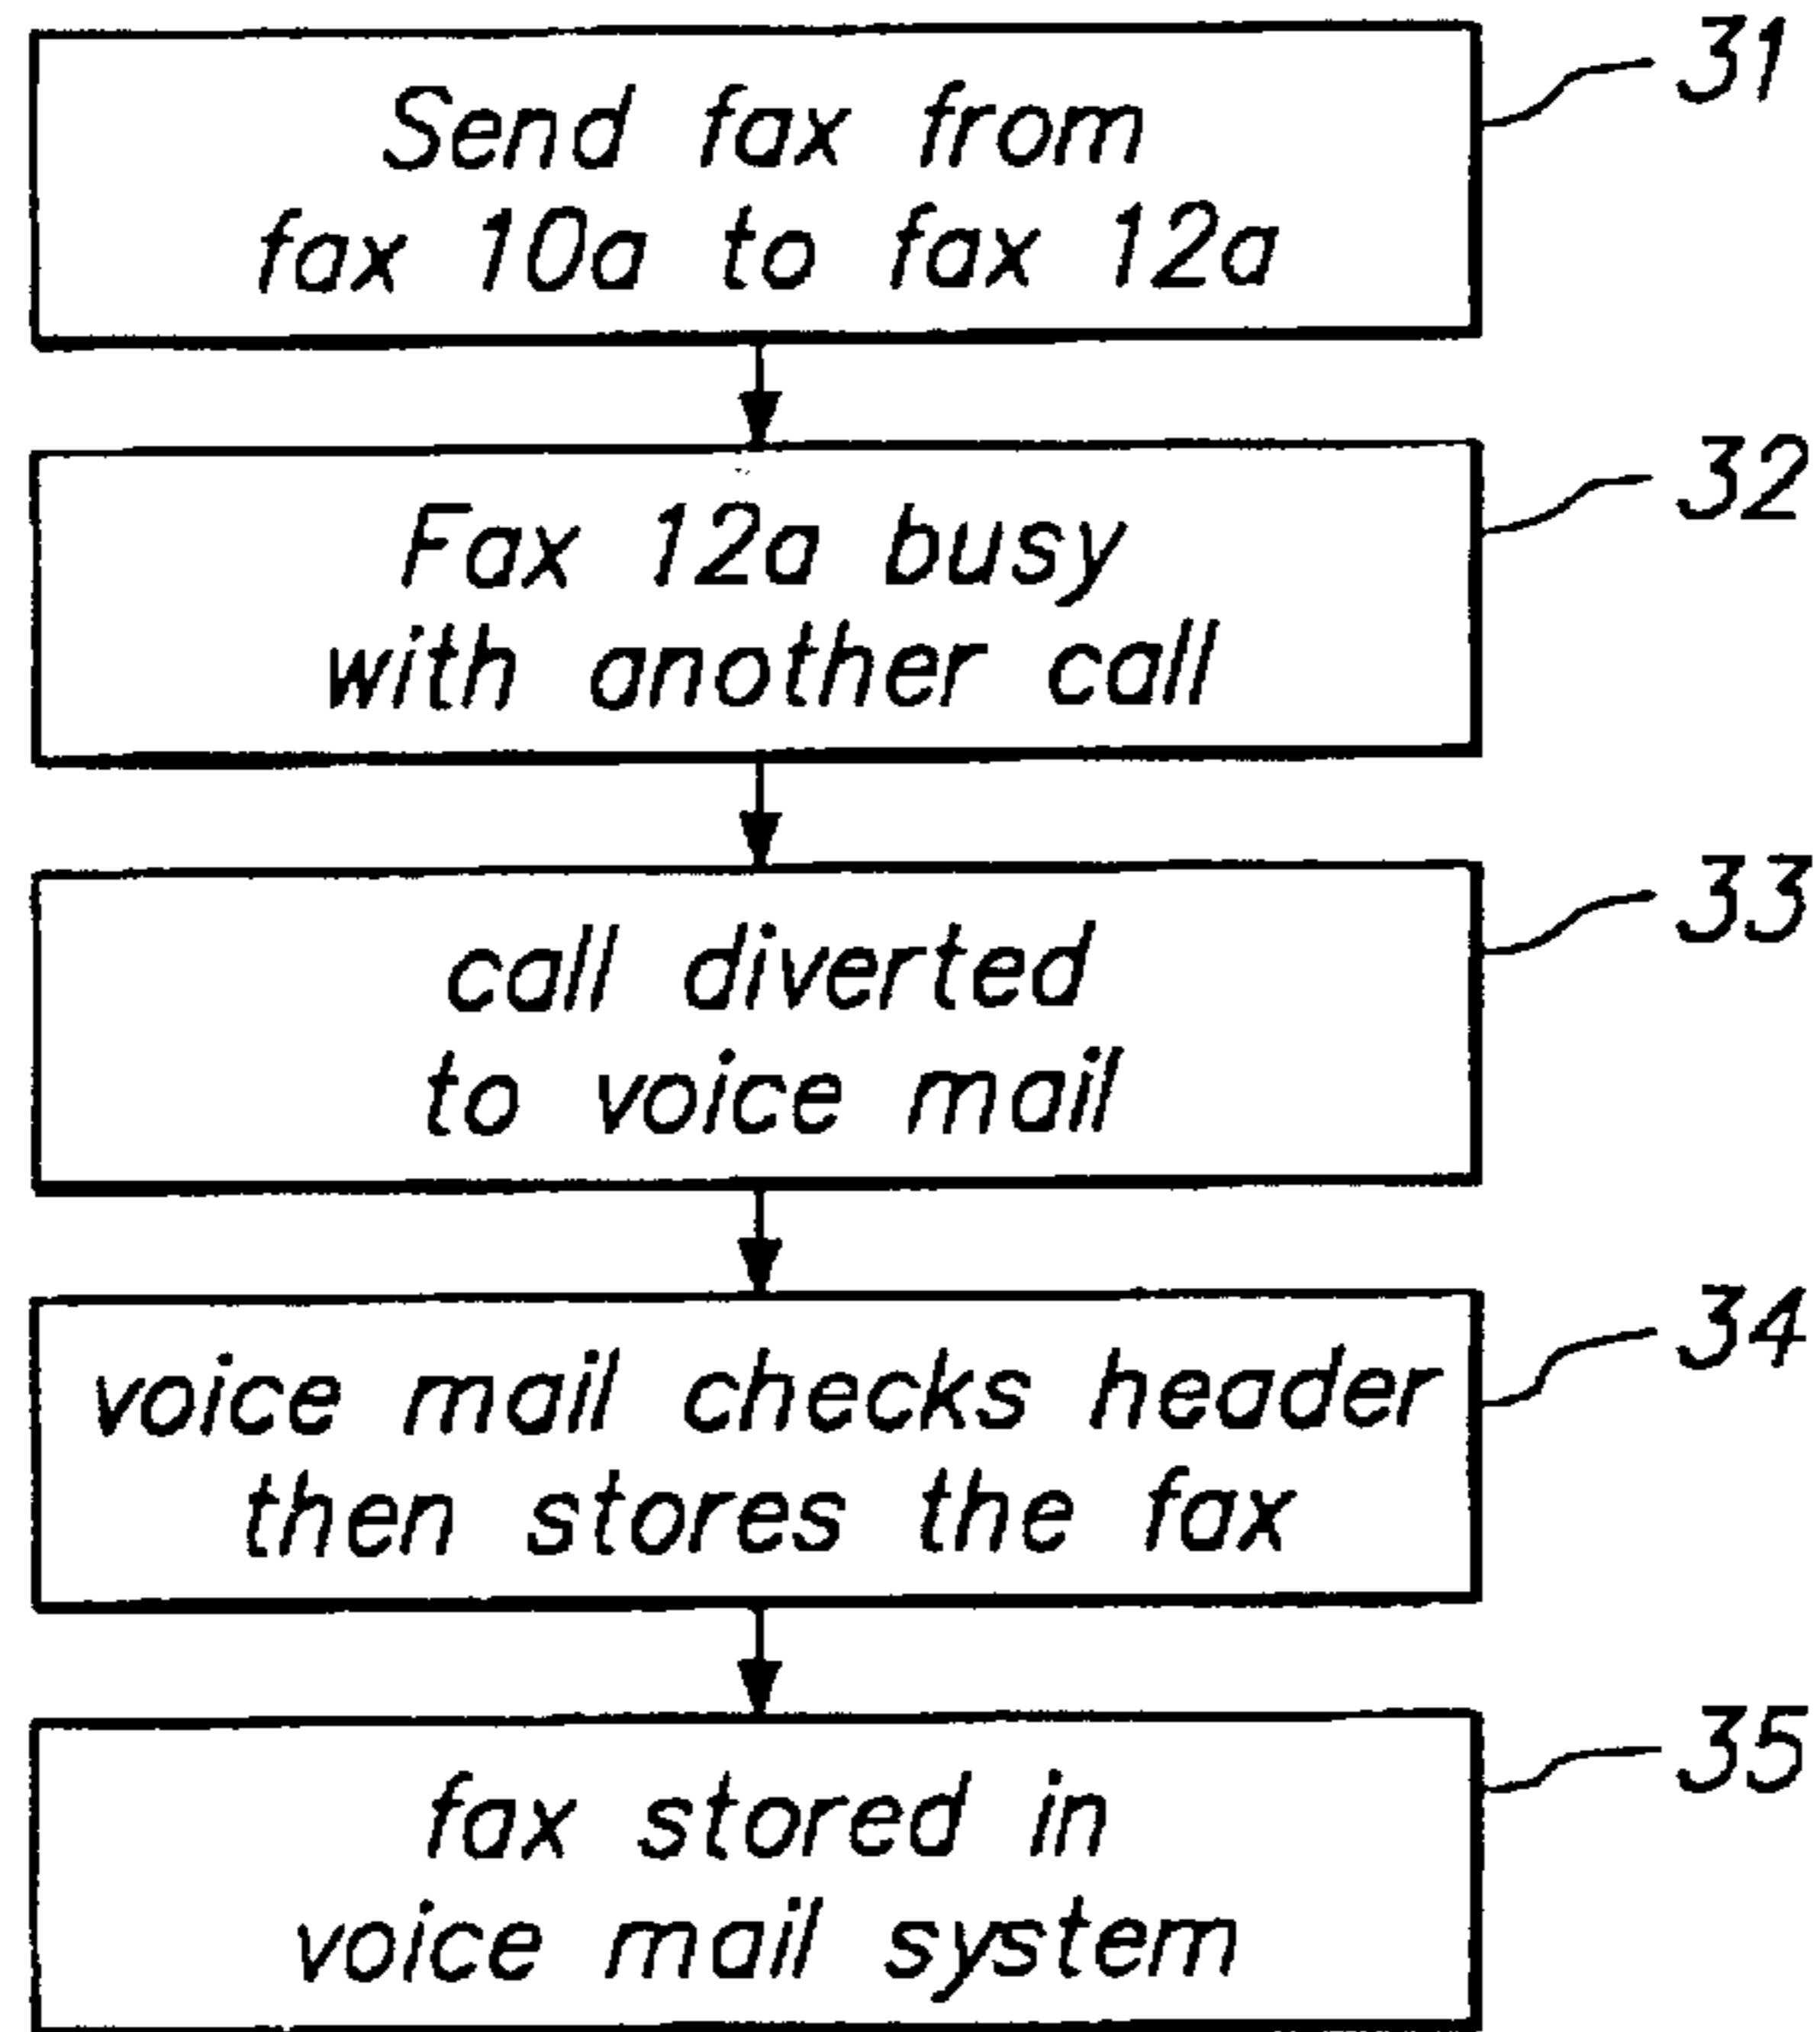 Send fax from
fax 10a to fax 12a
31
Fax 12a busy
with another call
32
call diverted
to voice mail
33
voice mail checks header
then stores the fax
34
fax stored in
voice mail system
35